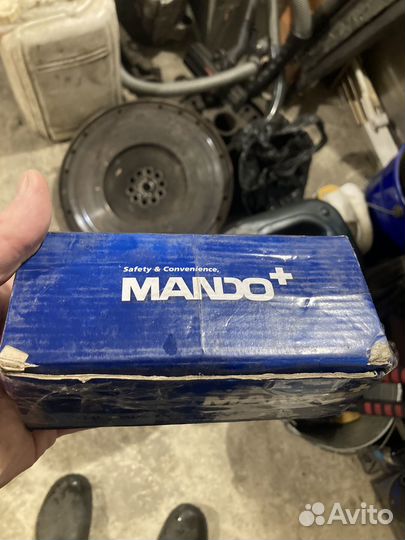 Safety & Convenience,
MANDO+
Avito